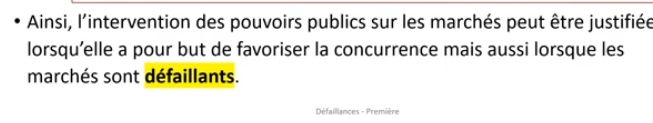 • Ainsi, l’intervention des pouvoirs publics sur les marchés peut être justifiée
lorsqu’elle a pour but de favoriser la concurrence mais aussi lorsque les
marchés sont défaillants.
Défaillances - Première